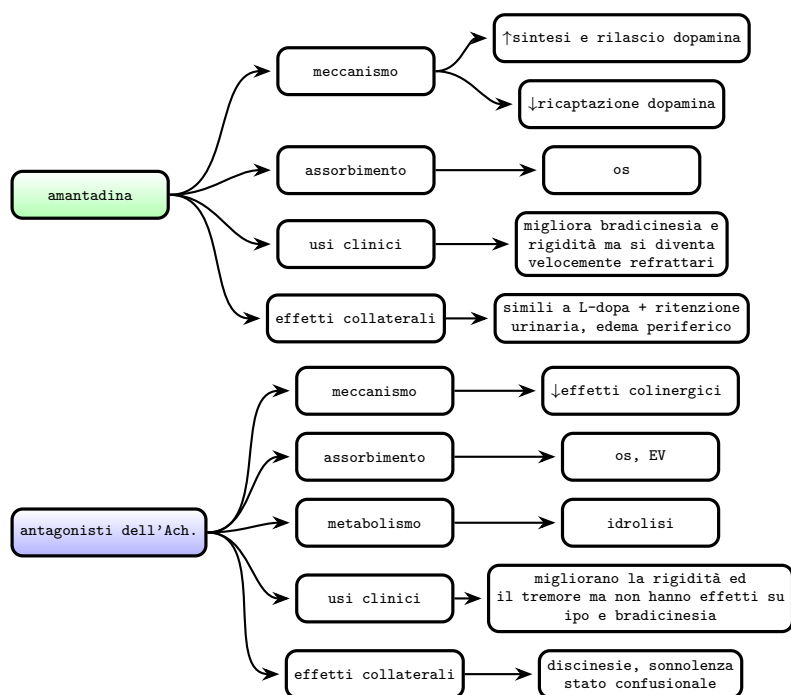 ↑sintesi e rilascio dopamina
meccanismo
↓ricaptazione dopamina
assorbimento
os
amantadina
usi clinici
migliora bradicinesia e
rigidità ma si diventa
velocemente refrattari
effetti collaterali
simili a L-dopa + ritenzione
urinaria, edema periferico
meccanismo
↓effetti colinergici
assorbimento
os, EV
antagonisti dell'Ach.
metabolismo
idrolisi
usi clinici
migliorano la rigidità ed
il tremore ma non hanno effetti su
ipo e bradicinesia
effetti collaterali
discinesie, sonnolenza
stato confusionale